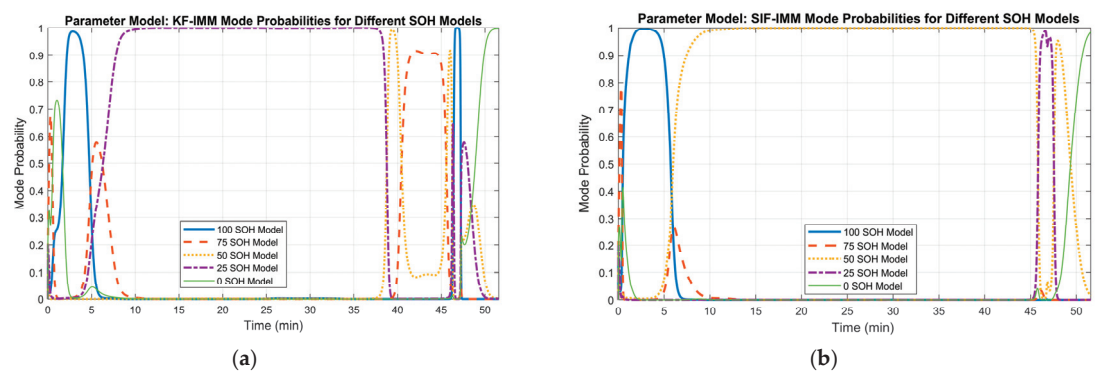 Parameter Model: KF-IMM Mode Probabilities for Different SOH Models
1
0.9
0.8
0.7
0.6
0.5
0.4
0.3
0.2
0.1
0
Mode Probability
100 SOH Model
75 SOH Model
50 SOH Model
25 SOH Model
0 SOH Model
0 5 10 15 20 25 30 35 40 45 50
Time (min)
(a)
Parameter Model: SIF-IMM Mode Probabilities for Different SOH Models
1
0.9
0.8
0.7
0.6
0.5
0.4
0.3
0.2
0.1
0
Mode Probability
100 SOH Model
75 SOH Model
50 SOH Model
25 SOH Model
0 SOH Model
0 5 10 15 20 25 30 35 40 45 50
Time (min)
(b)